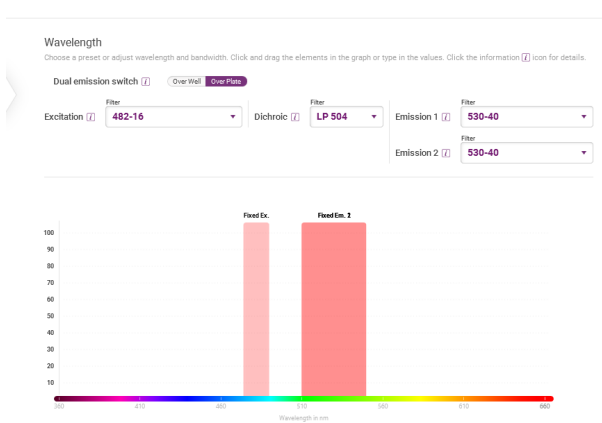 Wavelength
Choose a preset or adjust wavelength and bandwidth. Click and drag the elements in the graph or type in the values. Click the information i icon for details.
Dual emission switch i Over Well Over Plate
Filter Filter Filter
Excitation i 482-16 Dichroic i LP 504 Emission 1 i 530-40
Filter
Emission 2 i 530-40
Fixed Ex. Fixed Em. 2
100
90
80
70
60
50
40
30
20
10
360 410 460 510 560 610 660
Wavelength in nm